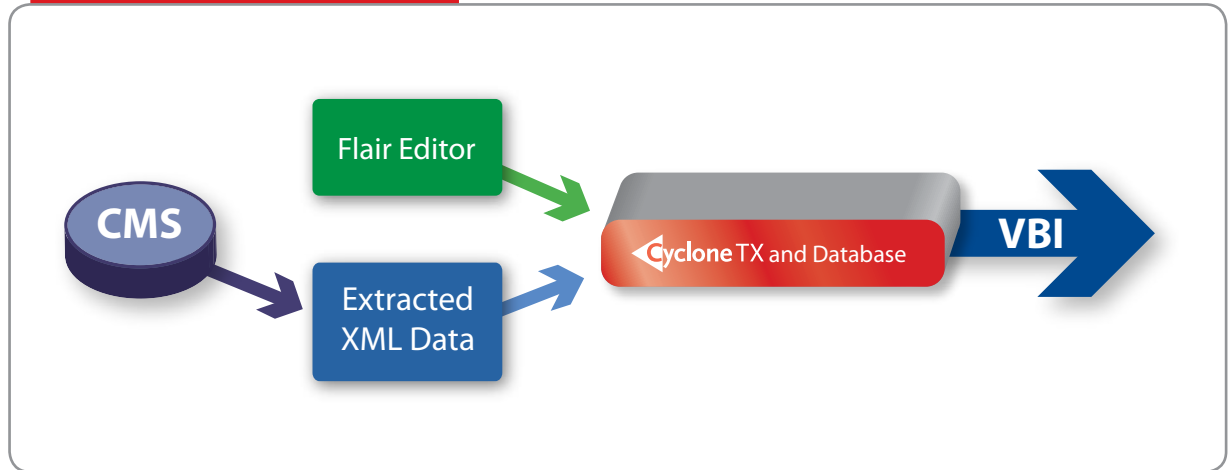 CMS
Flair Editor
Extracted
XML Data
Cyclone TX and Database
VBI